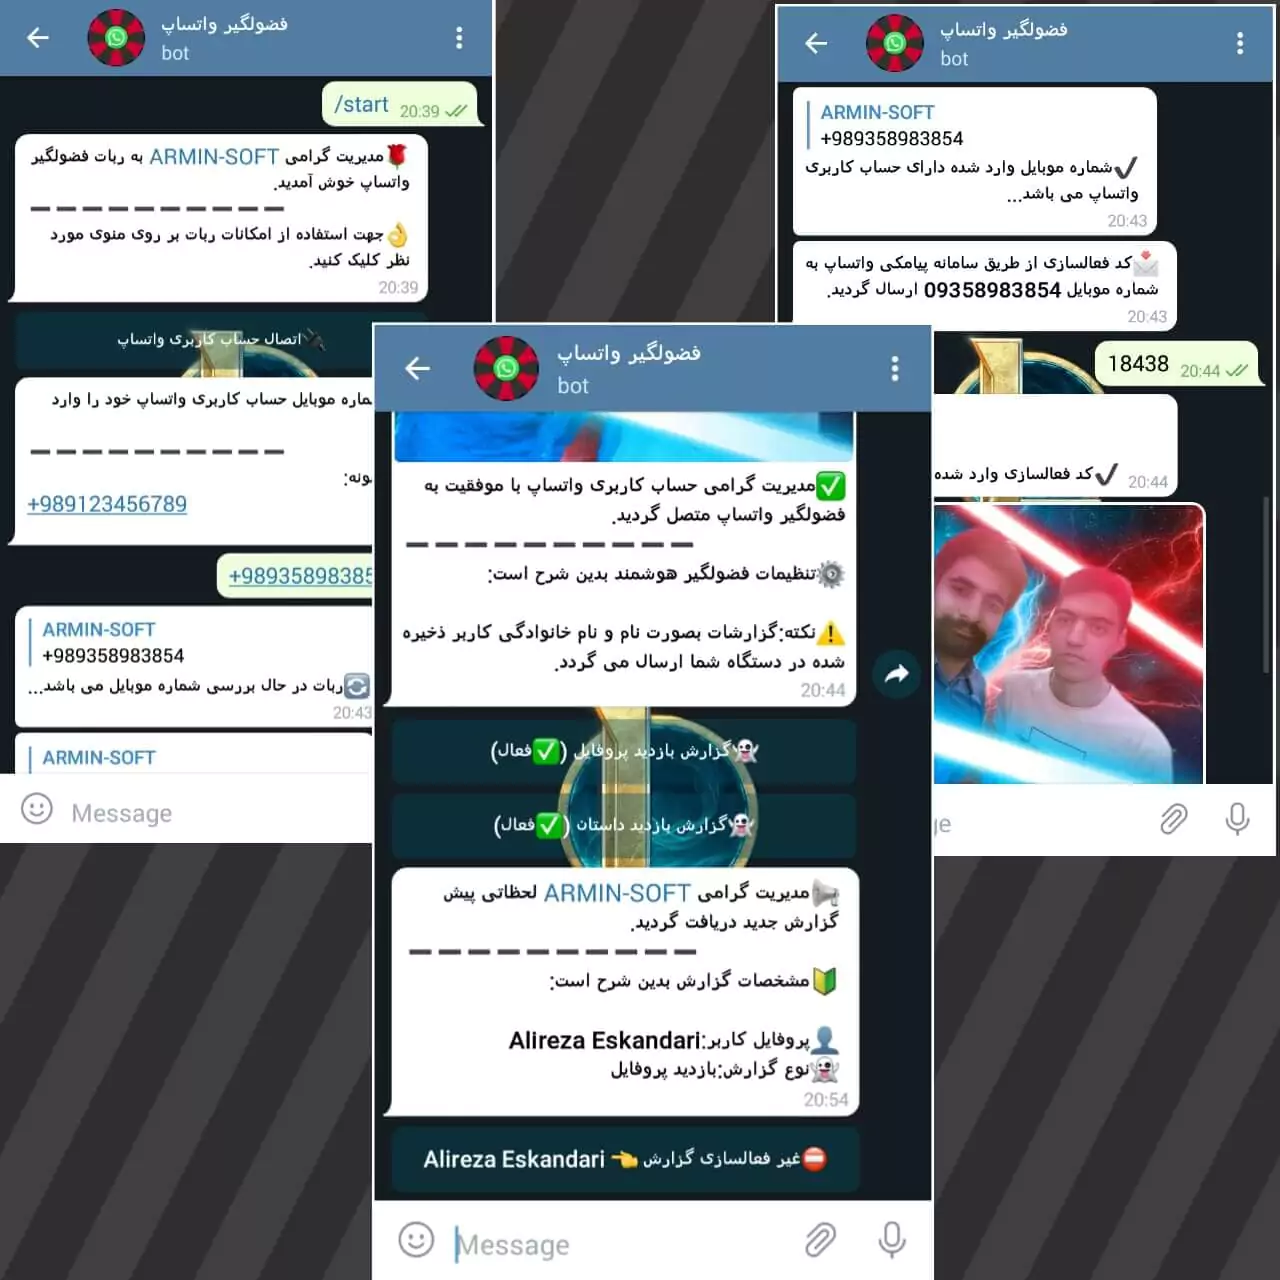 فضولگیر واتساپ
bot
/start
20:39
مدیریت گرامی ARMIN-SOFT به ربات فضولگیر
واتساپ خوش آمدید.
جهت استفاده از امکانات ربات بر روی منوی مورد
نظر کلیک کنید.
20:39
اتصال حساب کاربری واتساپ
ماره موبایل حساب کاربری واتساپ خود را وارد
ونه:
+989123456789
+98935898385
ARMIN-SOFT
+989358983854
ربات در حال بررسی شماره موبایل می باشد...
20:43
ARMIN-SOFT
Message
فضولگیر واتساپ
bot
مدیریت گرامی حساب کاربری واتساپ با موفقیت به
فضولگیر واتساپ متصل گردید.
تنظیمات فضولگیر هوشمند بدین شرح است:
نکته:گزارشات بصورت نام و نام خانوادگی کاربر ذخیره
شده در دستگاه شما ارسال می گردد.
20:44
گزارش بازدید پروفایل (✅فعال)
گزارش بازدید داستان (✅فعال)
مدیریت گرامی ARMIN-SOFT لحظاتی پیش
گزارش جدید دریافت گردید.
مشخصات گزارش بدین شرح است:
پروفایل کاربر:Alireza Eskandari
نوع گزارش:بازدید پروفایل
20:54
غیر فعالسازی گزارش 👈 Alireza Eskandari
Message
فضولگیر واتساپ
bot
ARMIN-SOFT
+989358983854
شماره موبایل وارد شده دارای حساب کاربری
واتساپ می باشد...
20:43
کد فعالسازی از طریق سامانه پیامکی واتساپ به
شماره موبایل 09358983854 ارسال گردید.
20:43
18438
20:44
کد فعالسازی وارد شده
20:44
ge